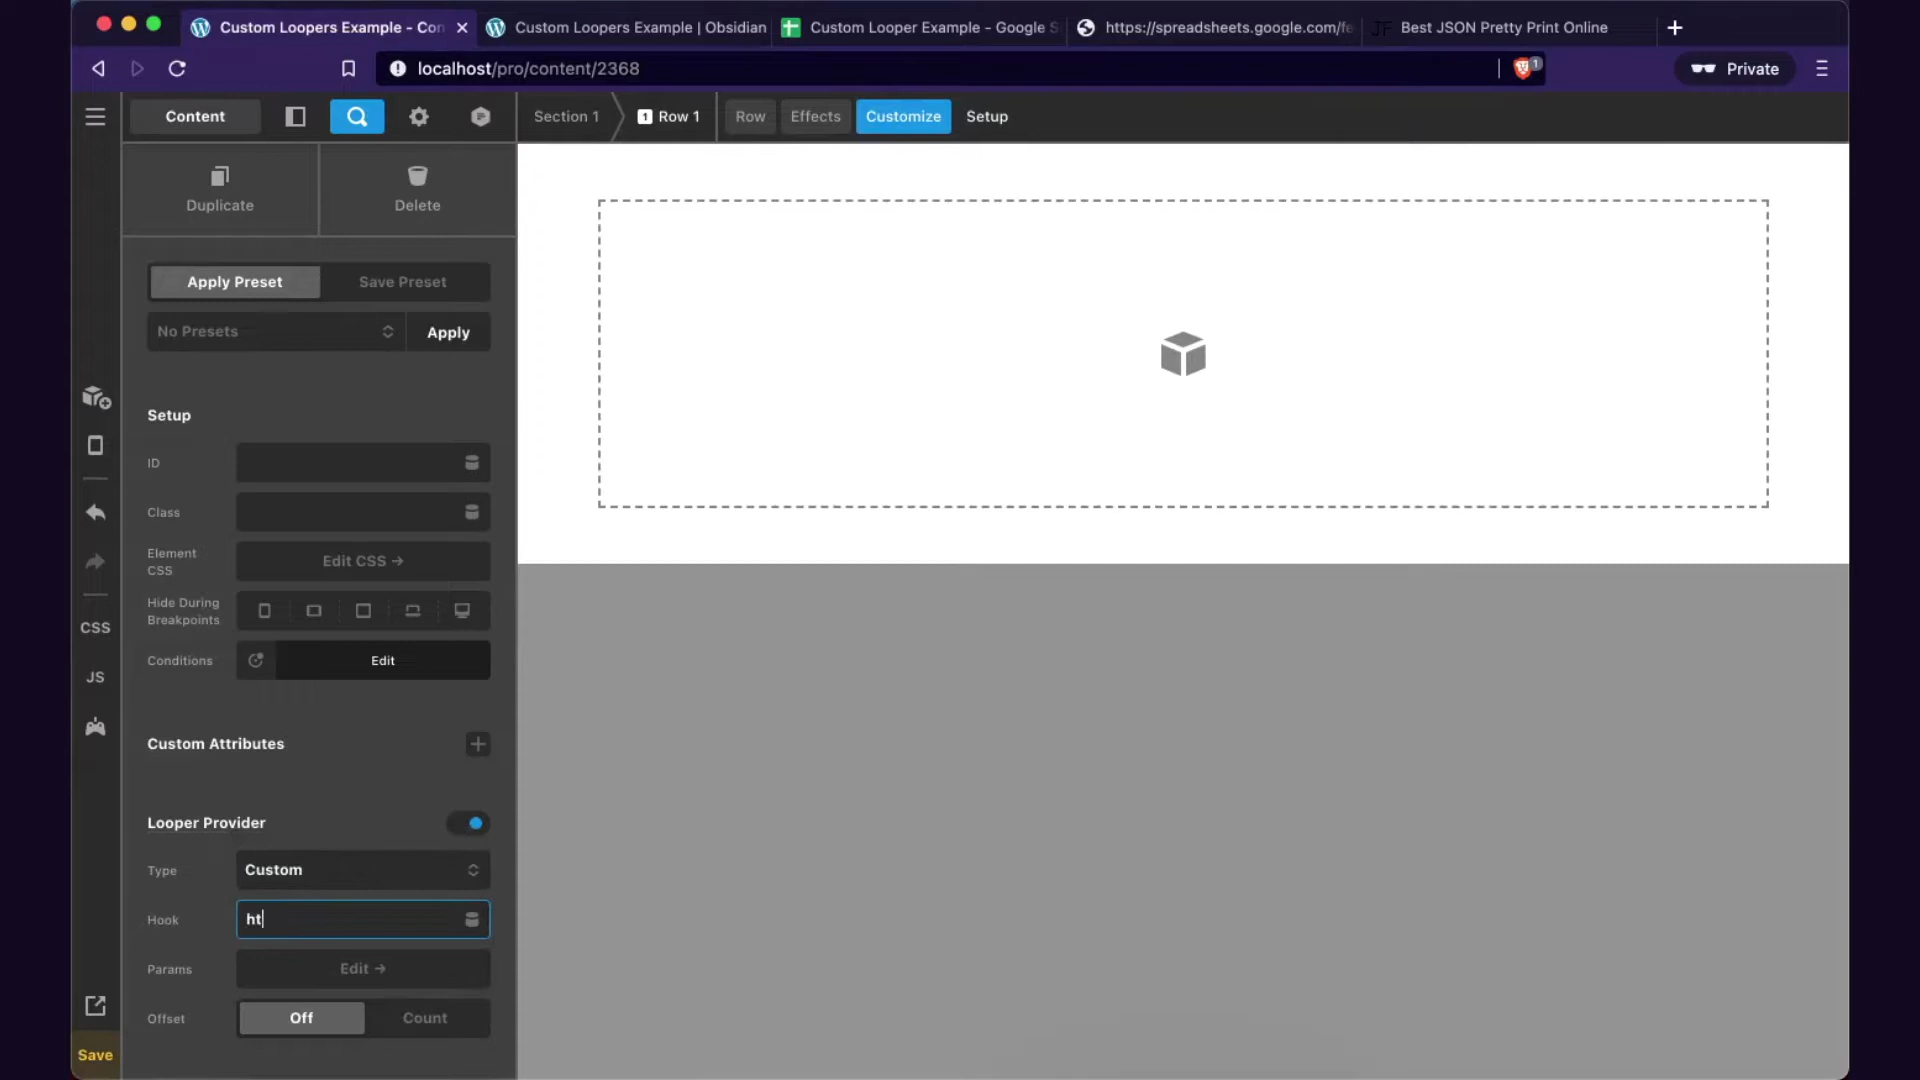 Custom Loopers Example - Con
Custom Loopers Example | Obsidian
Custom Looper Example - Google S
https://spreadsheets.google.com/fe
JF Best JSON Pretty Print Online
localhost/pro/content/2368
1
Private
Content
Section 1
1 Row 1
Row
Effects
Customize
Setup
Duplicate
Delete
Apply Preset
Save Preset
No Presets
Apply
Setup
ID
Class
Element CSS
Edit CSS →
Hide During Breakpoints
Conditions
Edit
CSS
JS
Custom Attributes
Looper Provider
Type
Custom
Hook
ht
Params
Edit →
Offset
Off
Count
Save